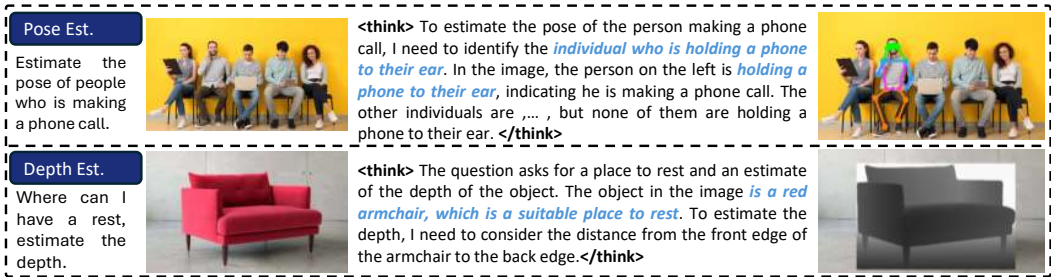 Pose Est.
Estimate the
pose of people
who is making
a phone call.
<think> To estimate the pose of the person making a phone
call, I need to identify the individual who is holding a phone
to their ear. In the image, the person on the left is holding
a phone to their ear, indicating he is making a phone call. The
other individuals are ,... , but none of them are holding a
phone to their ear. </think>
Depth Est.
Where can I
have a rest,
estimate the
depth.
<think> The question asks for a place to rest and an estimate
of the depth of the object. The object in the image is a red
armchair, which is a suitable place to rest. To estimate the
depth, I need to consider the distance from the front edge of
the armchair to the back edge.</think>